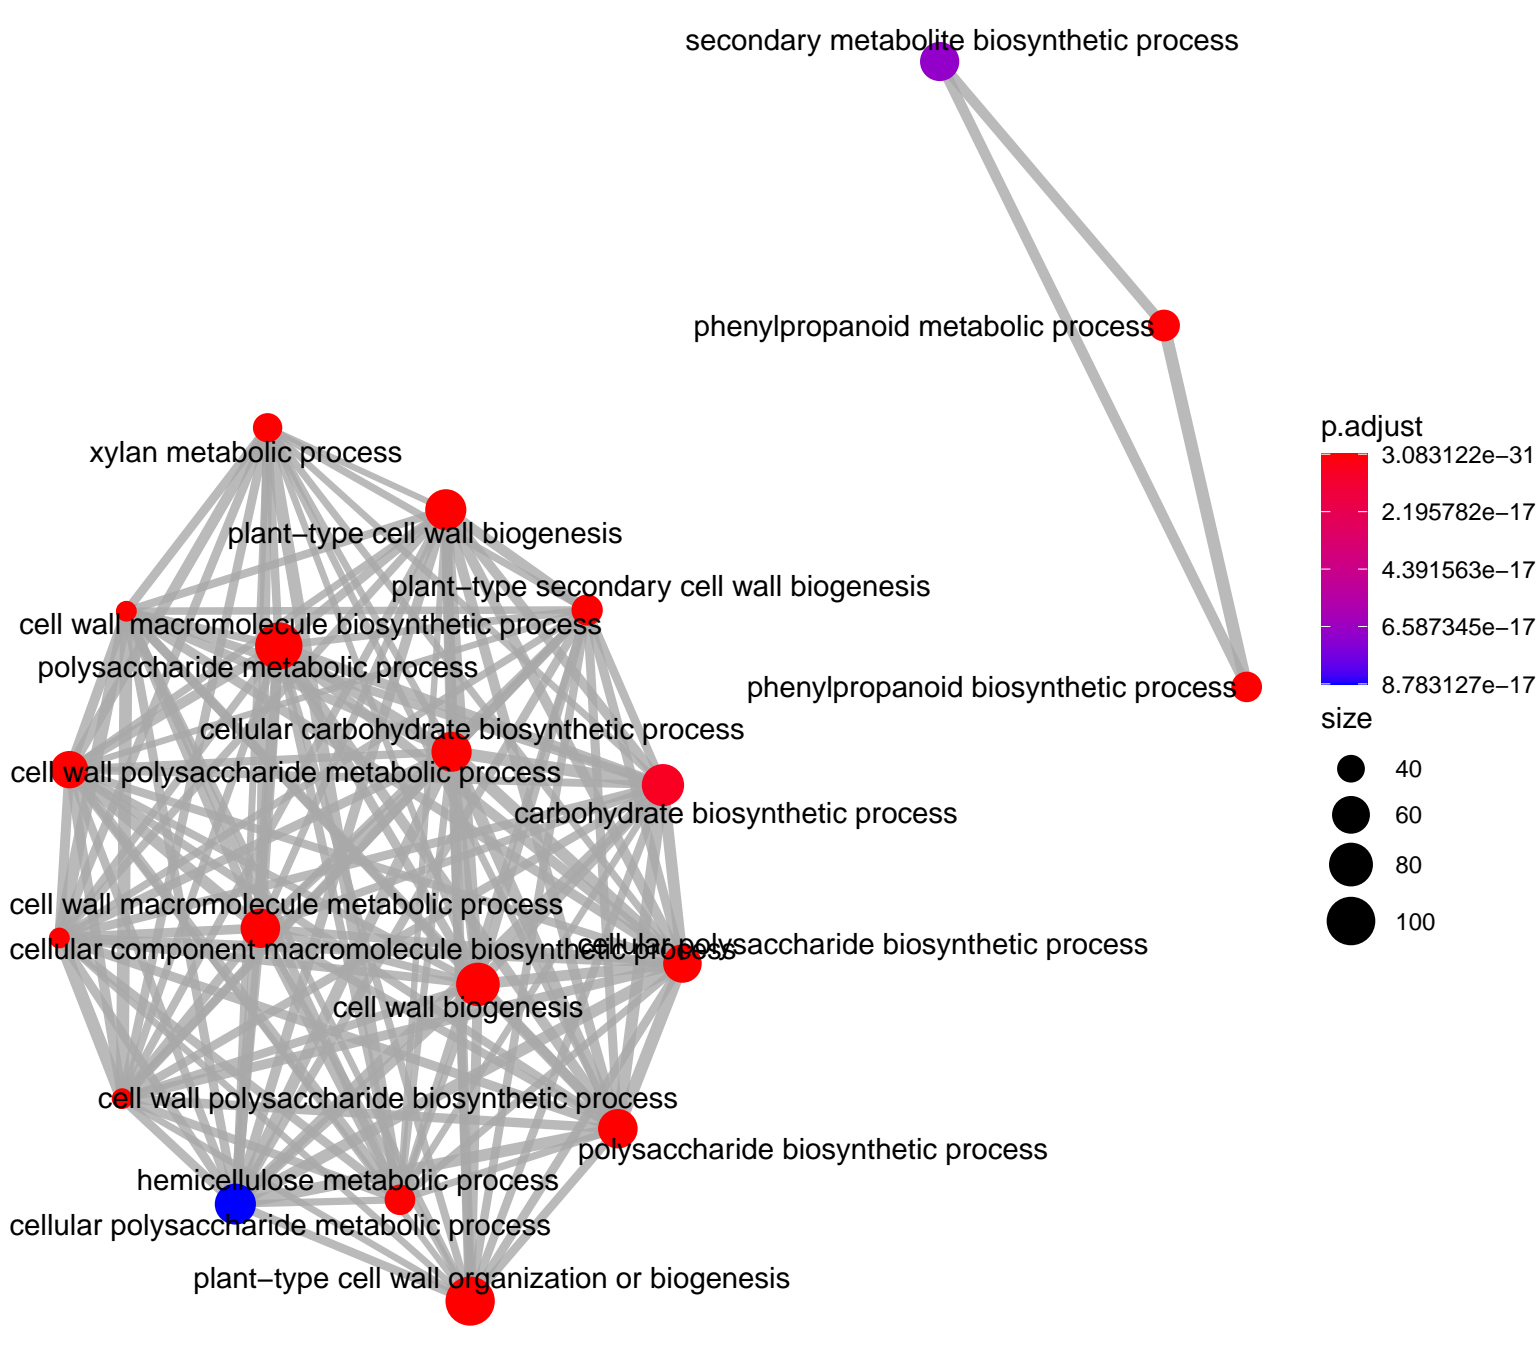 secondary metabolite biosynthetic process
phenylpropanoid metabolic process
xylan metabolic process
plant−type cell wall biogenesis
plant−type secondary cell wall biogenesis
cell wall macromolecule biosynthetic process
polysaccharide metabolic process
phenylpropanoid biosynthetic process
cellular carbohydrate biosynthetic process
cell wall polysaccharide metabolic process
carbohydrate biosynthetic process
cell wall macromolecule metabolic process
cellular component macromolecule biosynthetic process
cellular polysaccharide biosynthetic process
cell wall biogenesis
cell wall polysaccharide biosynthetic process
polysaccharide biosynthetic process
hemicellulose metabolic process
cellular polysaccharide metabolic process
plant−type cell wall organization or biogenesis
p.adjust
3.083122e−31
2.195782e−17
4.391563e−17
6.587345e−17
8.783127e−17
size
40
60
80
100